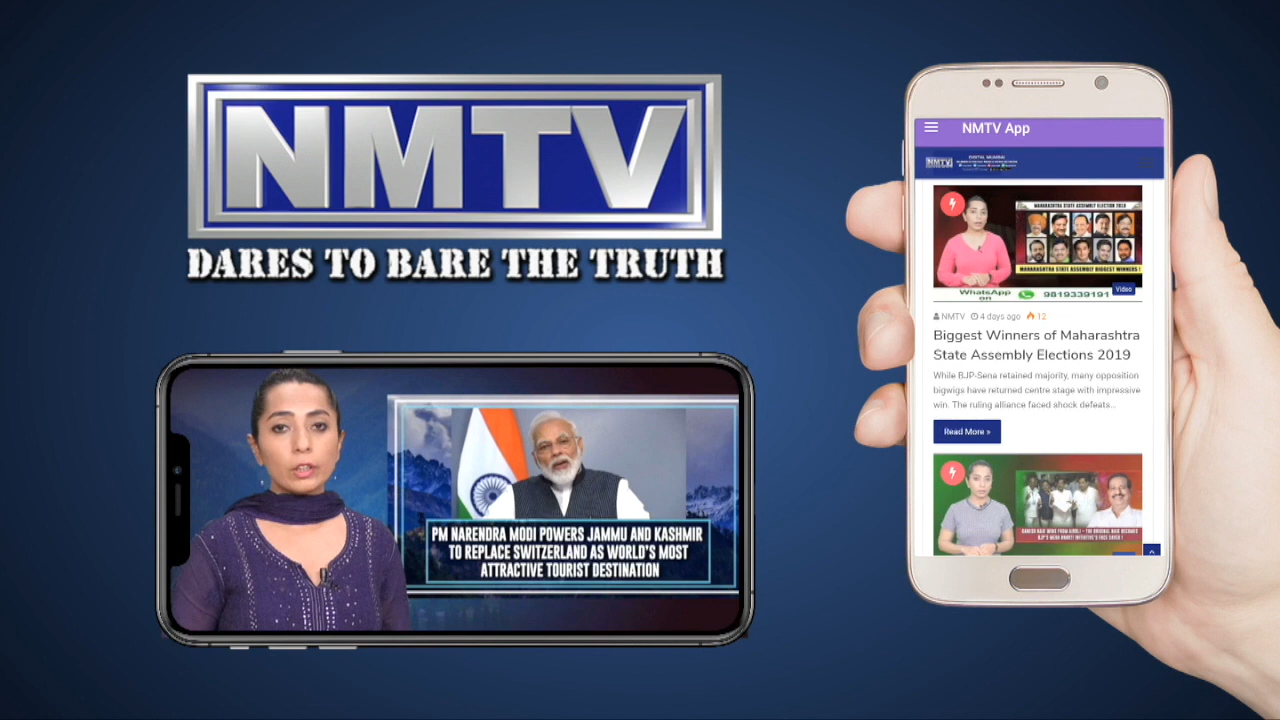 NMTV
DARES TO BARE THE TRUTH
PM NARENDRA MODI POWERS JAMMU AND KASHMIR
TO REPLACE SWITZERLAND AS WORLD'S MOST
ATTRACTIVE TOURIST DESTINATION
NMTV App
NMTV
MAHARASHTRA STATE ASSEMBLY ELECTION 2019
MAHARASHTRA STATE ASSEMBLY BIGGEST WINNERS !
WhatsApp
on
9819339191
Video
NMTV 4 days ago 12
Biggest Winners of Maharashtra
State Assembly Elections 2019
While BJP-Sena retained majority, many opposition
bigwigs have returned centre stage with impressive
win. The ruling alliance faced shock defeats...
Read More »